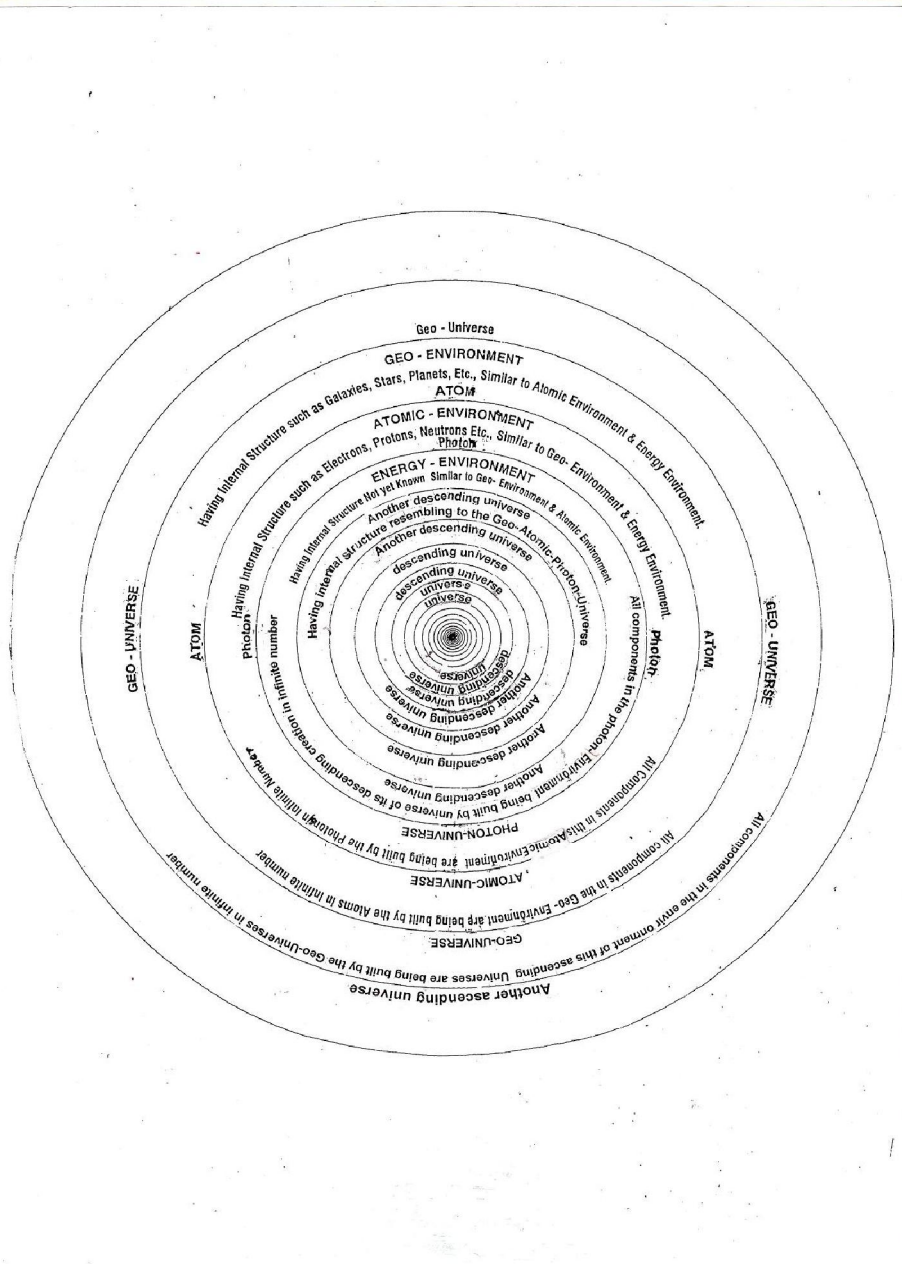 Geo - Universe
GEO - ENVIRONMENT
Having Internal Structure such as Galaxies, Stars, Planets, Etc., Similar to Atomic Environment & Energy Environment.
ATOM
ATOMIC - ENVIRONMENT
Having Internal Structure such as Electrons, Protons, Neutrons Etc., Similar to Geo- Environment & Energy Environment.
Photon
ENERGY - ENVIRONMENT
Having Internal Structure Not yet Known Similar to Geo- Environment & Atomic Environment.
Another descending universe
Having internal structure resembling to the Geo-Atomic-Photon-Universe
Another descending universe
descending universe
descending universe
universe
universe
GEO - UNIVERSE
ATOM
Photon
Photon
ATOM
GEO - UNIVERSE
universe
descending universe
descending universe
Another descending universe
Another descending universe
Another descending universe
All components in the photon-Environment being built by universe of its descending creation in infinite number
PHOTON-UNIVERSE
All Components in this in this Atomic Environment are being built by the Photon in Infinite Number
ATOMIC-UNIVERSE
All components in the Geo- Environment are being built by the Atoms in Infinite number
GEO-UNIVERSE
All components in the envit onment of this ascending Universes are being built by the Geo-Universes in infinite number
Another ascending universe